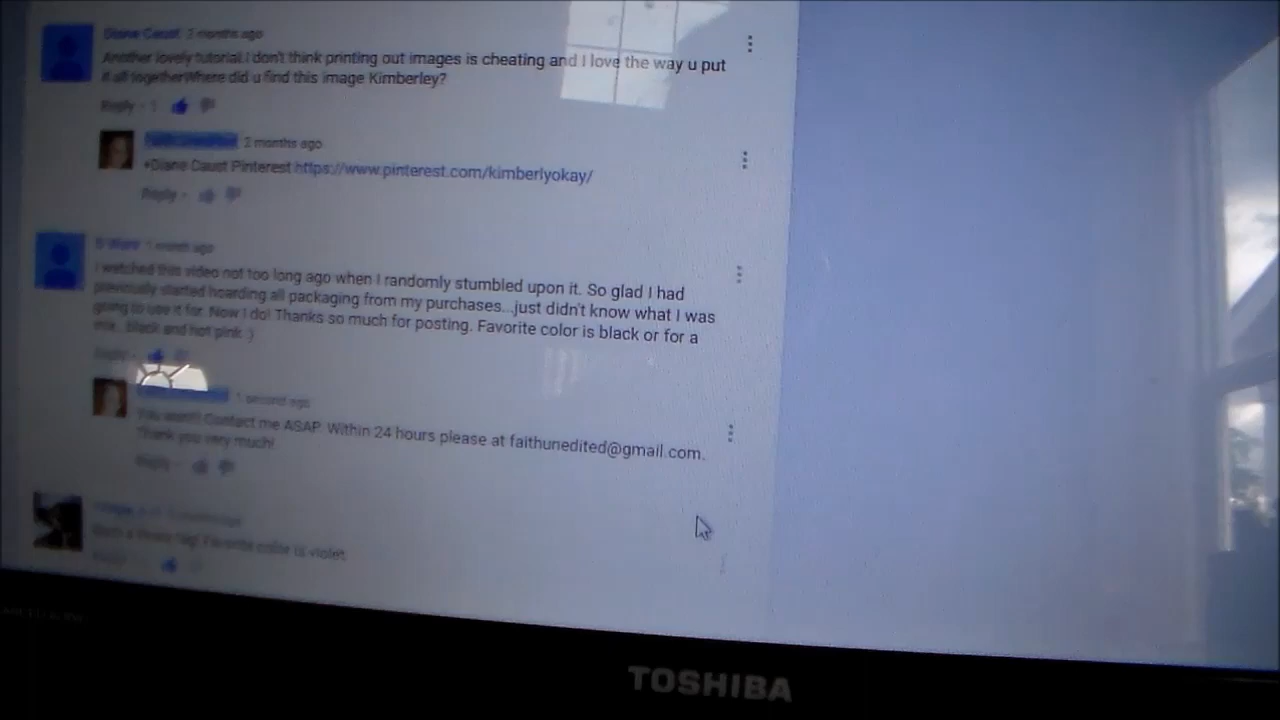 Diane Caust 2 months ago
Another lovely tutorial.I don't think printing out images is cheating and I love the way u put
it all togetherWhere did u find this image Kimberley?
Reply · 1
2 months ago
+Diane Caust Pinterest https://www.pinterest.com/kimberlyokay/
Reply ·
1 month ago
I watched this video not too long ago when I randomly stumbled upon it. So glad I had
previously started hoarding all packaging from my purchases...just didn't know what I was
going to use it for. Now I do! Thanks so much for posting. Favorite color is black or for a
mix.. black and hot pink :)
Reply ·
1 second ago
You won!!! Contact me ASAP. Within 24 hours please at faithunedited@gmail.com.
Thank you very much!
Reply ·
Favorite color is violet
Reply
TOSHIBA